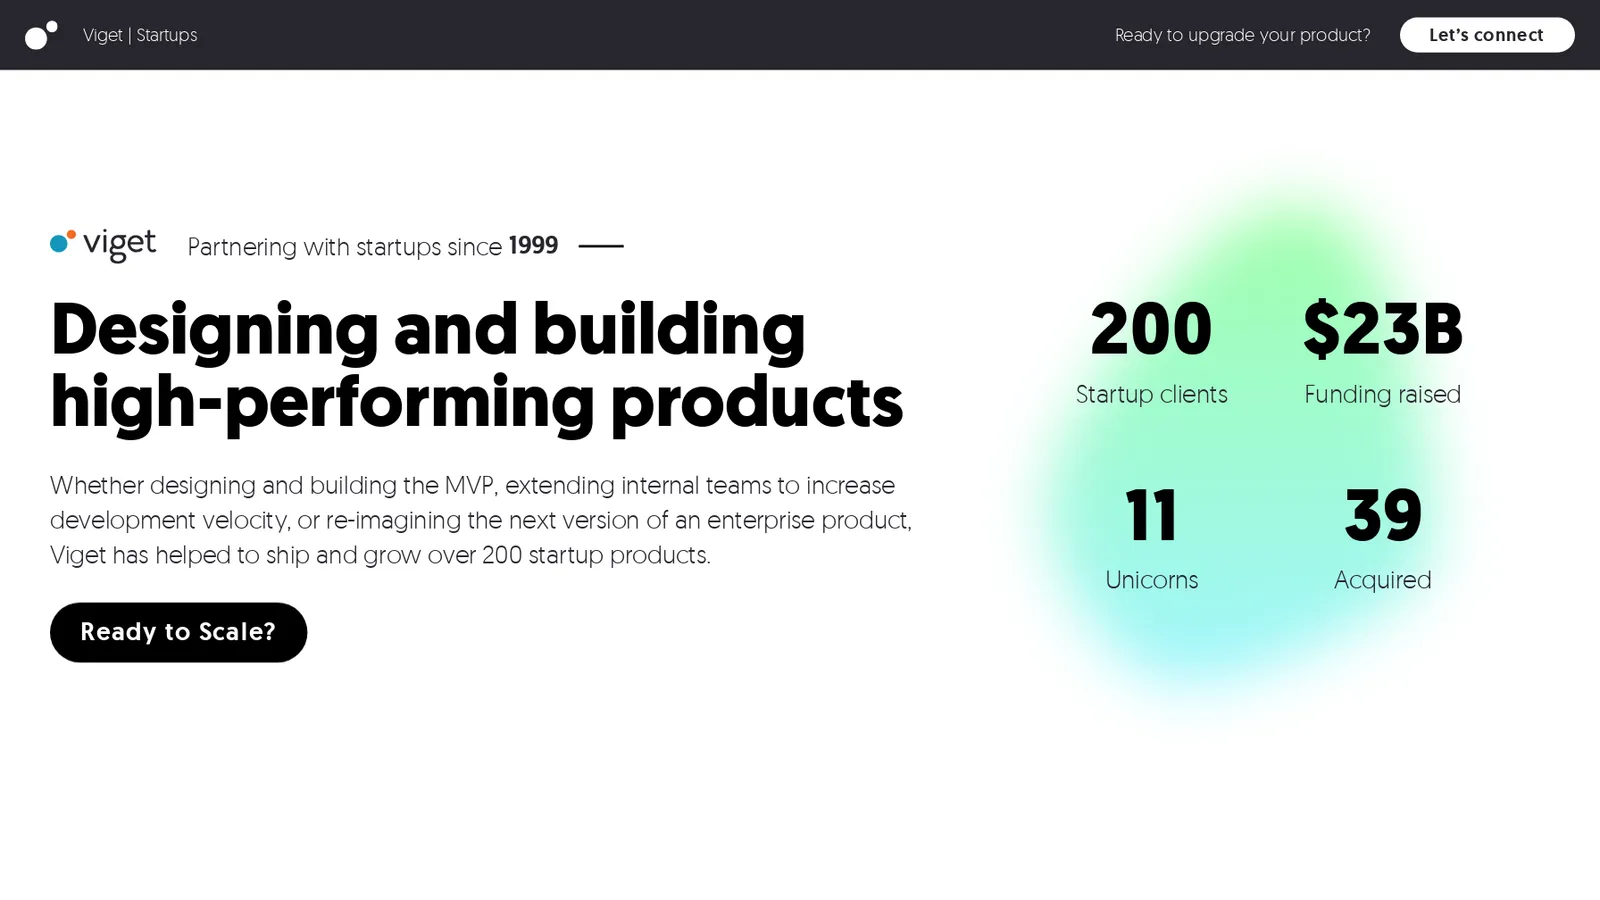 Viget | Startups
Ready to upgrade your product?
Let's connect
viget
Partnering with startups since 1999
Designing and building
high-performing products
Whether designing and building the MVP, extending internal teams to increase
development velocity, or re-imagining the next version of an enterprise product,
Viget has helped to ship and grow over 200 startup products.
Ready to Scale?
200
Startup clients
$23B
Funding raised
11
Unicorns
39
Acquired